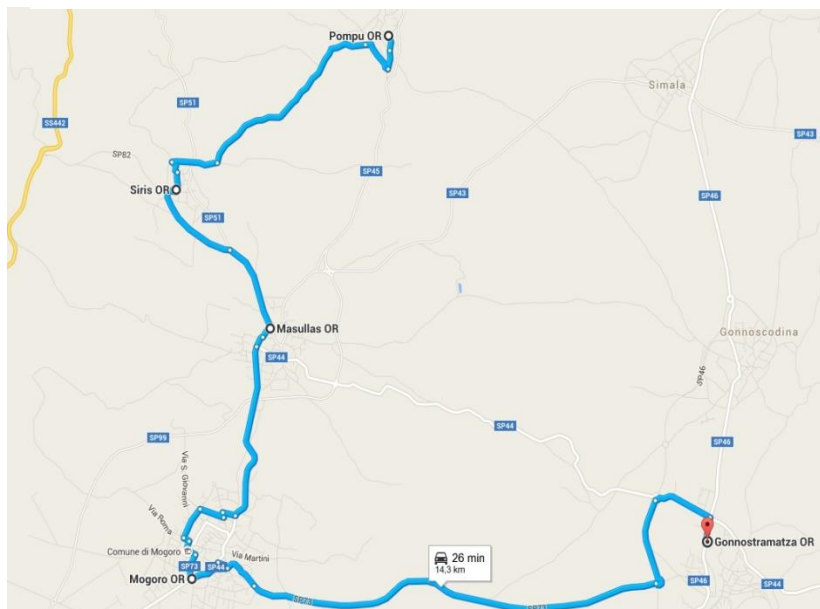 Pompu OR
Simala
SP51
SS442
SP43
SP82
SP45
Siris OR
SP43
SP46
SP51
Masullas OR
Gonnoscodina
SP44
SP46
SP44
SP46
SP99
Via S. Giovanni
Via Roma
Comune di Mogoro
Via Martini
26 min
14,3 km
Gonnostramatza OR
SP73
SP44
Mogoro OR
SP46
SP44
SP73